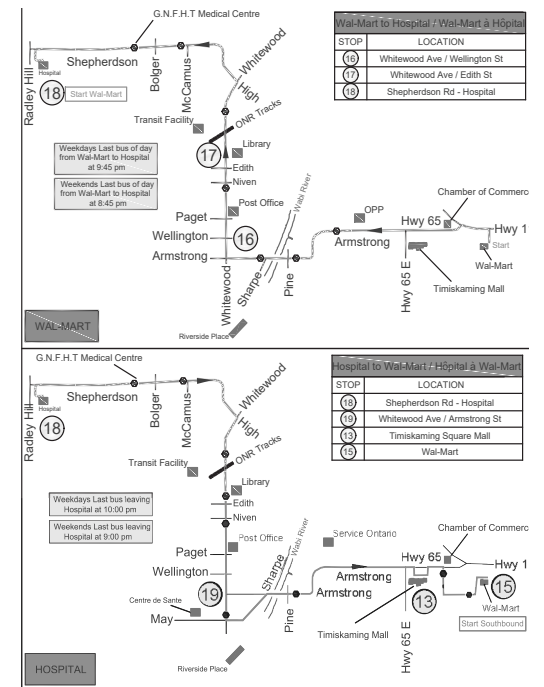 G.N.F.H.T Medical Centre
Wal-Mart to Hospital / Wal-Mart à Hôpital
STOP LOCATION
16 Whitewood Ave / Wellington St
17 Whitewood Ave / Edith St
18 Shepherdson Rd - Hospital
Radley Hill
Hospital
18
Start Wal-Mart
Shepherdson
Bolger
McCamus
Whitewood
High
Transit Facility
ONR Tracks
Library
17
Edith
Niven
Weekdays Last bus of day
from Wal-Mart to Hospital
at 9:45 pm
Weekends Last bus of day
from Wal-Mart to Hospital
at 8:45 pm
Post Office
Wabi River
Paget
Wellington
16
Armstrong
Whitewood
Sharpe
Pine
Riverside Place
OPP
Armstrong
Hwy 65
Chamber of Commerc
Hwy 1
Start
Wal-Mart
Hwy 65 E
Timiskaming Mall
WAL-MART
G.N.F.H.T Medical Centre
Hospital to Wal-Mart / Hôpital à Wal-Mart
STOP LOCATION
18 Shepherdson Rd - Hospital
19 Whitewood Ave / Armstrong St
13 Timiskaming Square Mall
15 Wal-Mart
Radley Hill
Hospital
18
Shepherdson
Bolger
McCamus
Whitewood
High
Transit Facility
ONR Tracks
Library
Edith
Niven
Weekdays Last bus leaving
Hospital at 10:00 pm
Weekends Last bus leaving
Hospital at 9:00 pm
Post Office
Wabi River
Paget
Wellington
Sharpe
19
Centre de Sante
May
Pine
Riverside Place
Service Ontario
Armstrong
Armstrong
Hwy 65
Chamber of Commerc
Hwy 1
13
15
Wal-Mart
Start Southbound
Timiskaming Mall
Hwy 65 E
HOSPITAL